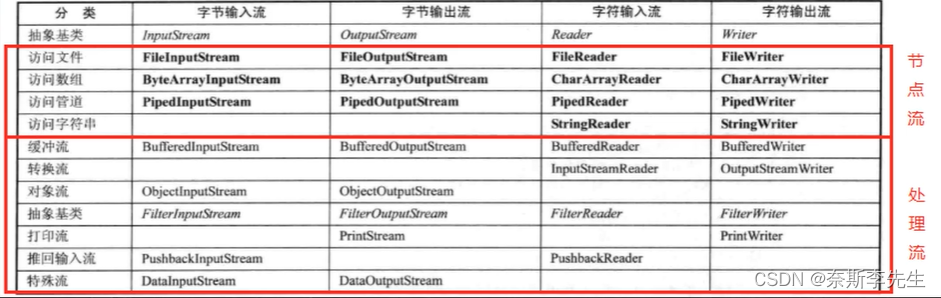 分 类 字节输入流 字节输出流 字符输入流 字符输出流
抽象基类 InputStream OutputStream Reader Writer
访问文件 FileInputStream FileOutputStream FileReader FileWriter
访问数组 ByteArrayInputStream ByteArrayOutputStream CharArrayReader CharArrayWriter
访问管道 PipedInputStream PipedOutputStream PipedReader PipedWriter
访问字符串 StringReader StringWriter
节点流
缓冲流 BufferedInputStream BufferedOutputStream BufferedReader BufferedWriter
转换流 InputStreamReader OutputStreamWriter
对象流 ObjectInputStream ObjectOutputStream
抽象基类 FilterInputStream FilterOutputStream FilterReader FilterWriter
打印流 PrintStream PrintWriter
推回输入流 PushbackInputStream PushbackReader
特殊流 DataInputStream DataOutputStream
处理流
CSDN @奈斯李先生